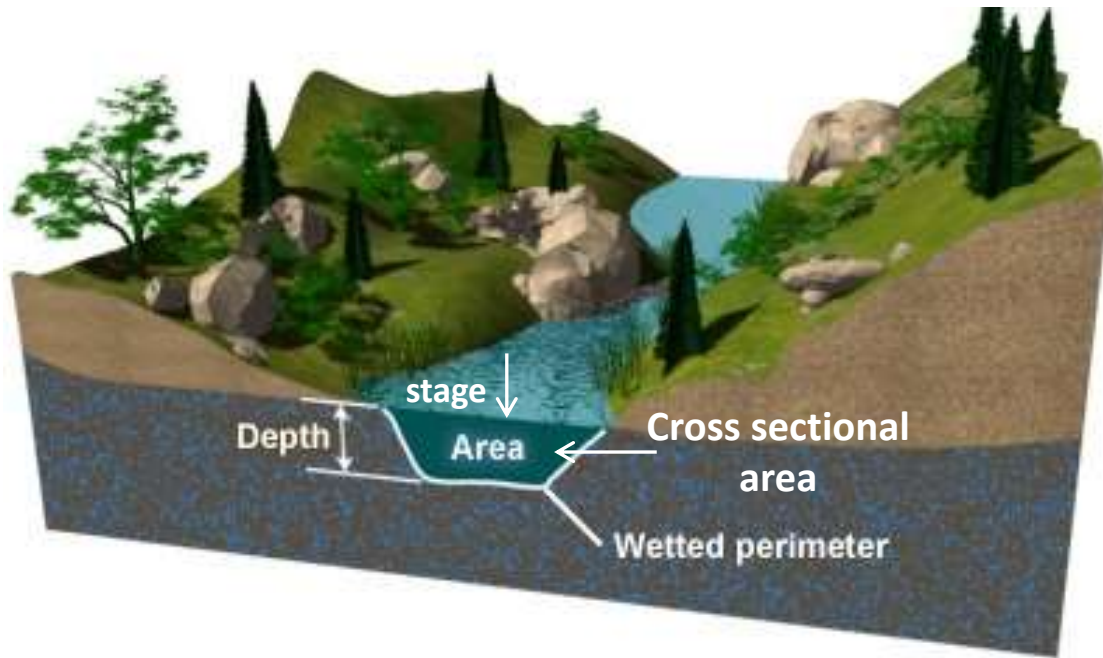 stage
Depth
Area
Cross sectional
area
Wetted perimeter